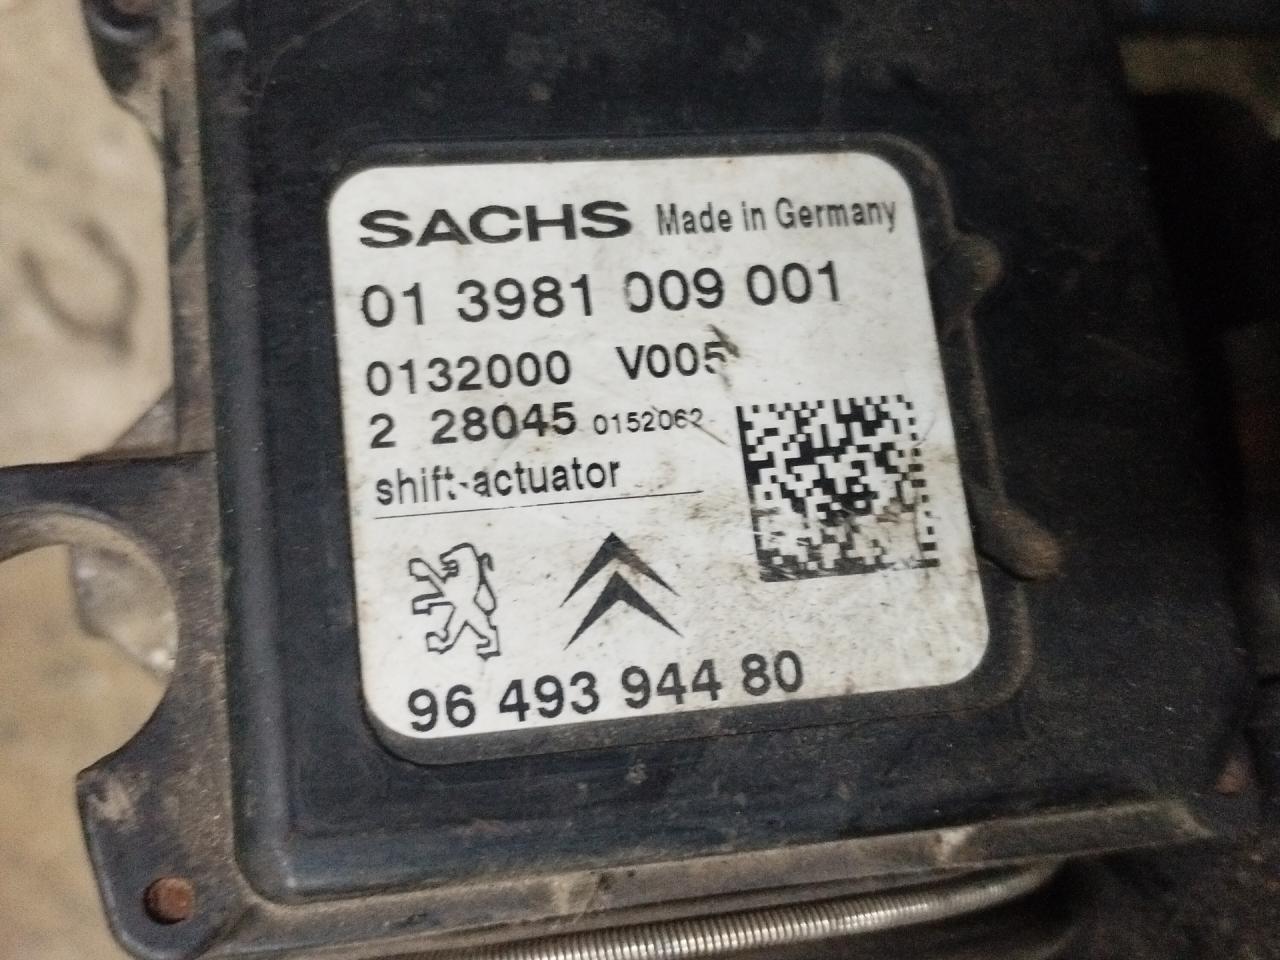 SACHS Made in Germany
01 3981 009 001
0132000 V005
2 28045 0152062
shift-actuator
96 493 944 80